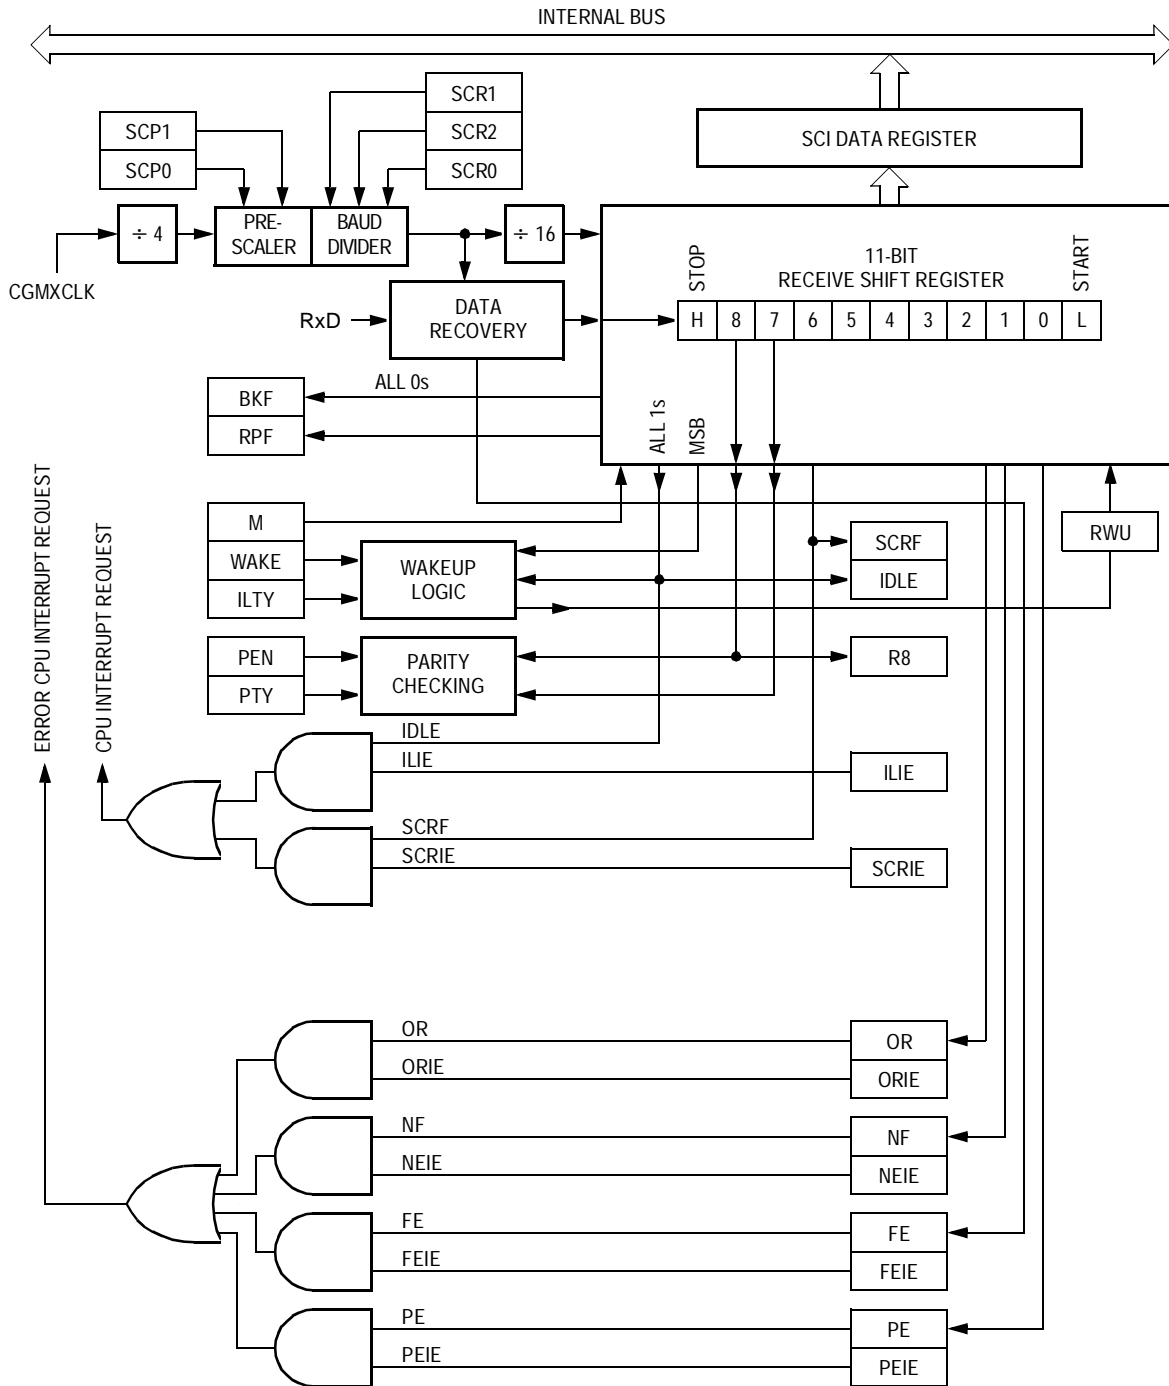 INTERNAL BUS
SCR1
SCR2
SCR0
SCP1
SCP0
SCI DATA REGISTER
÷ 4
PRE-
SCALER
BAUD
DIVIDER
÷ 16
CGMXCLK
RxD
DATA
RECOVERY
STOP
11-BIT
RECEIVE SHIFT REGISTER
START
H 8 7 6 5 4 3 2 1 0 L
ALL 0s
BKF
RPF
ALL 1s
MSB
M
WAKE
ILTY
WAKEUP
LOGIC
SCRF
IDLE
RWU
PEN
PTY
PARITY
CHECKING
R8
ERROR CPU INTERRUPT REQUEST
CPU INTERRUPT REQUEST
IDLE
ILIE
ILIE
SCRF
SCRIE
SCRIE
OR
OR
ORIE
ORIE
NF
NF
NEIE
NEIE
FE
FE
FEIE
FEIE
PE
PE
PEIE
PEIE